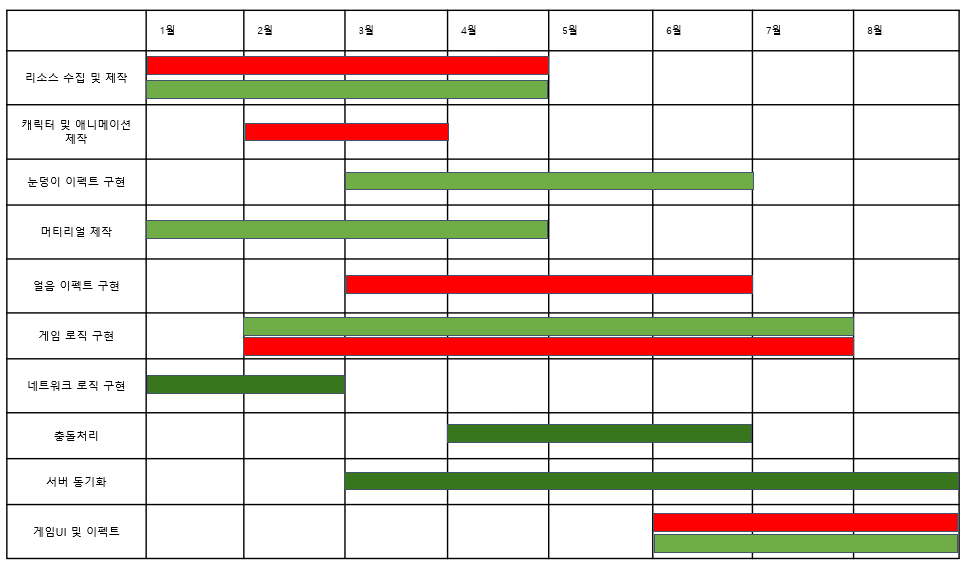 1월 2월 3월 4월 5월 6월 7월 8월
리소스 수집 및 제작
캐릭터 및 애니메이션
제작
눈덩이 이펙트 구현
머티리얼 제작
얼음 이펙트 구현
게임 로직 구현
네트워크 로직 구현
충돌처리
서버 동기화
게임UI 및 이펙트